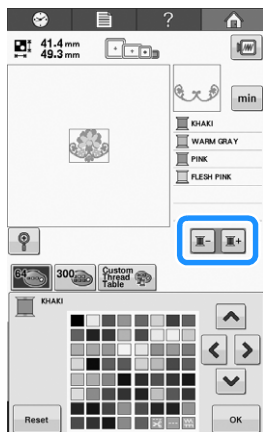 ?
41.4 mm
49.3 mm
min
KHAKI
WARM GRAY
PINK
FLESH PINK
- +
64
300
Custom Thread Table
KHAKI
Reset
OK